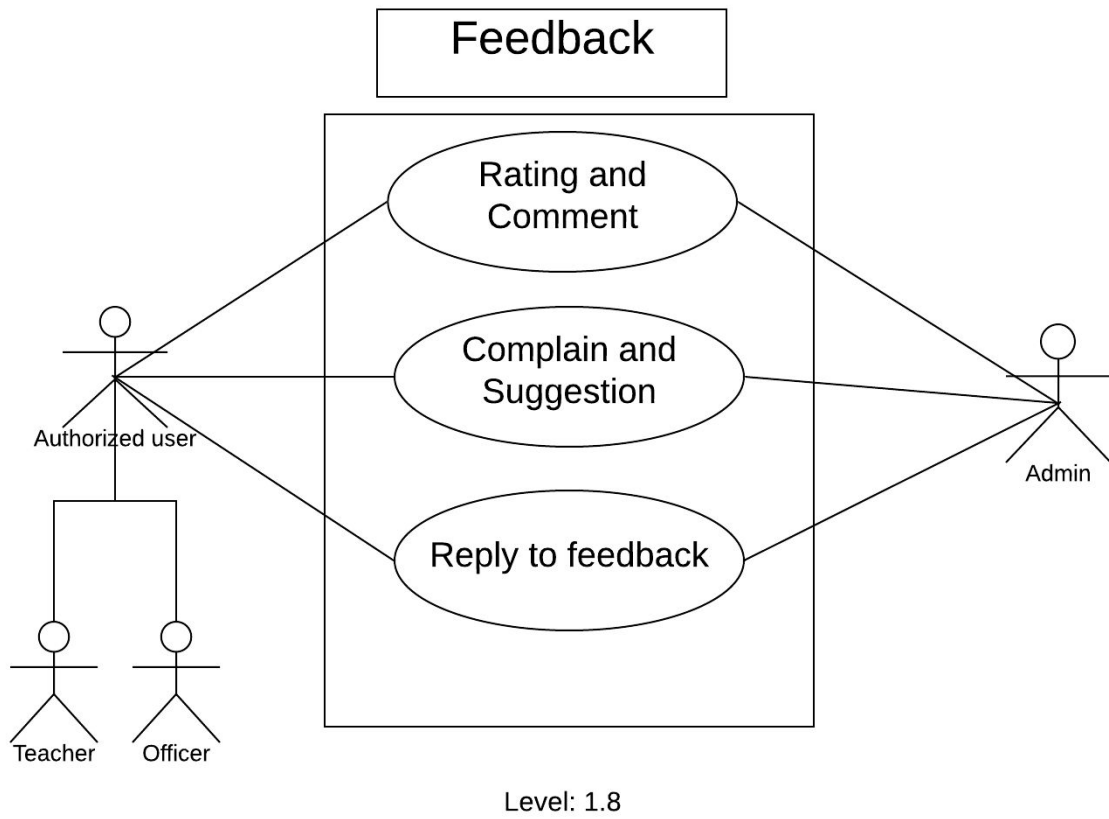 Feedback
Rating and
Comment
Complain and
Suggestion
Authorized user
Admin
Reply to feedback
Teacher
Officer
Level: 1.8